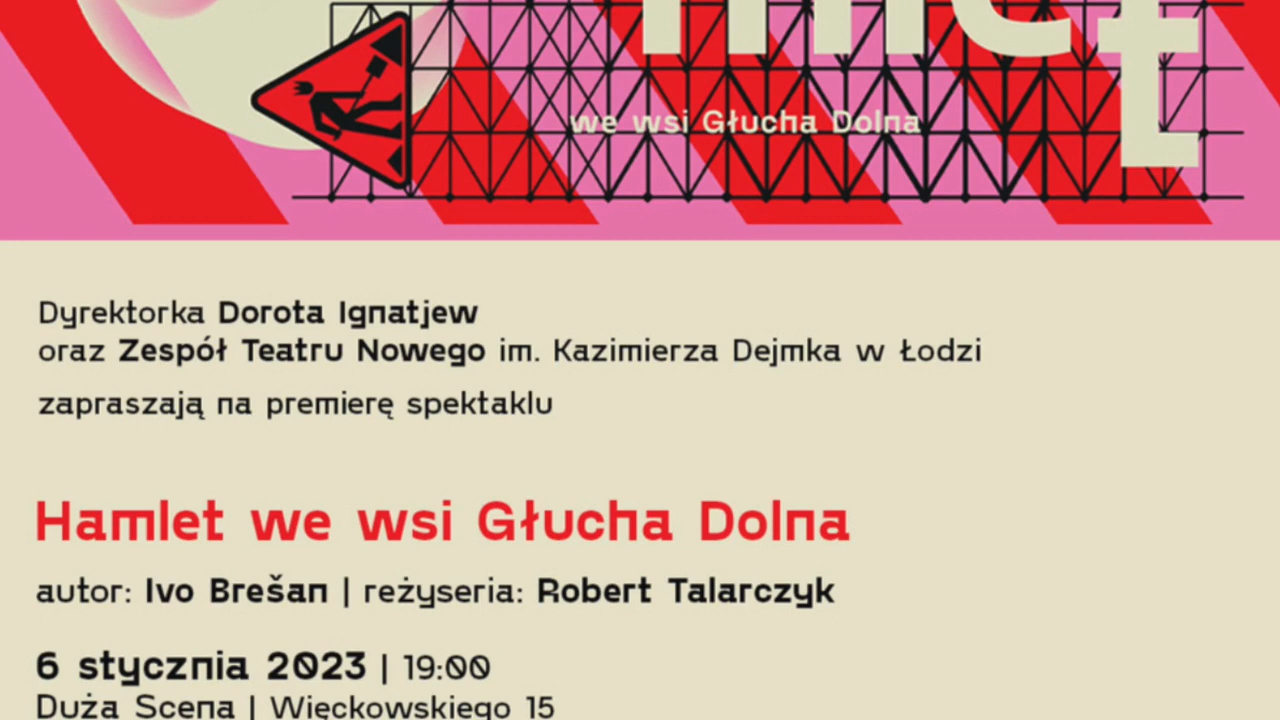 we wsi Głucha Dolna
Dyrektorka Dorota Ignatjew
oraz Zespół Teatru Nowego im. Kazimierza Dejmka w Łodzi
zapraszają na premierę spektaklu
Hamlet we wsi Głucha Dolna
autor: Ivo Brešan | reżyseria: Robert Talarczyk
6 stycznia 2023 | 19:00
Duża Scena | Więckowskiego 15